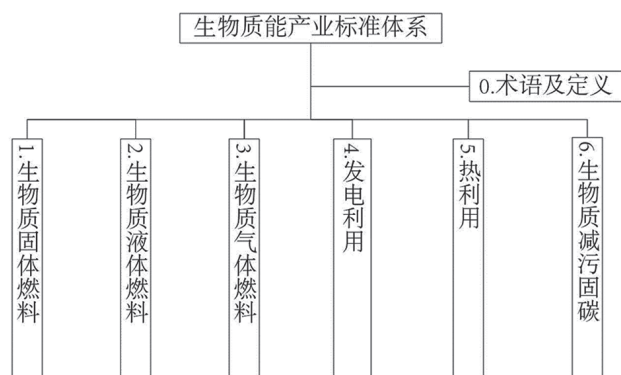 生物质能产业标准体系
0.术语及定义
1.生物质固体燃料
2.生物质液体燃料
3.生物质气体燃料
4.发电利用
5.热利用
6.生物质减污固碳